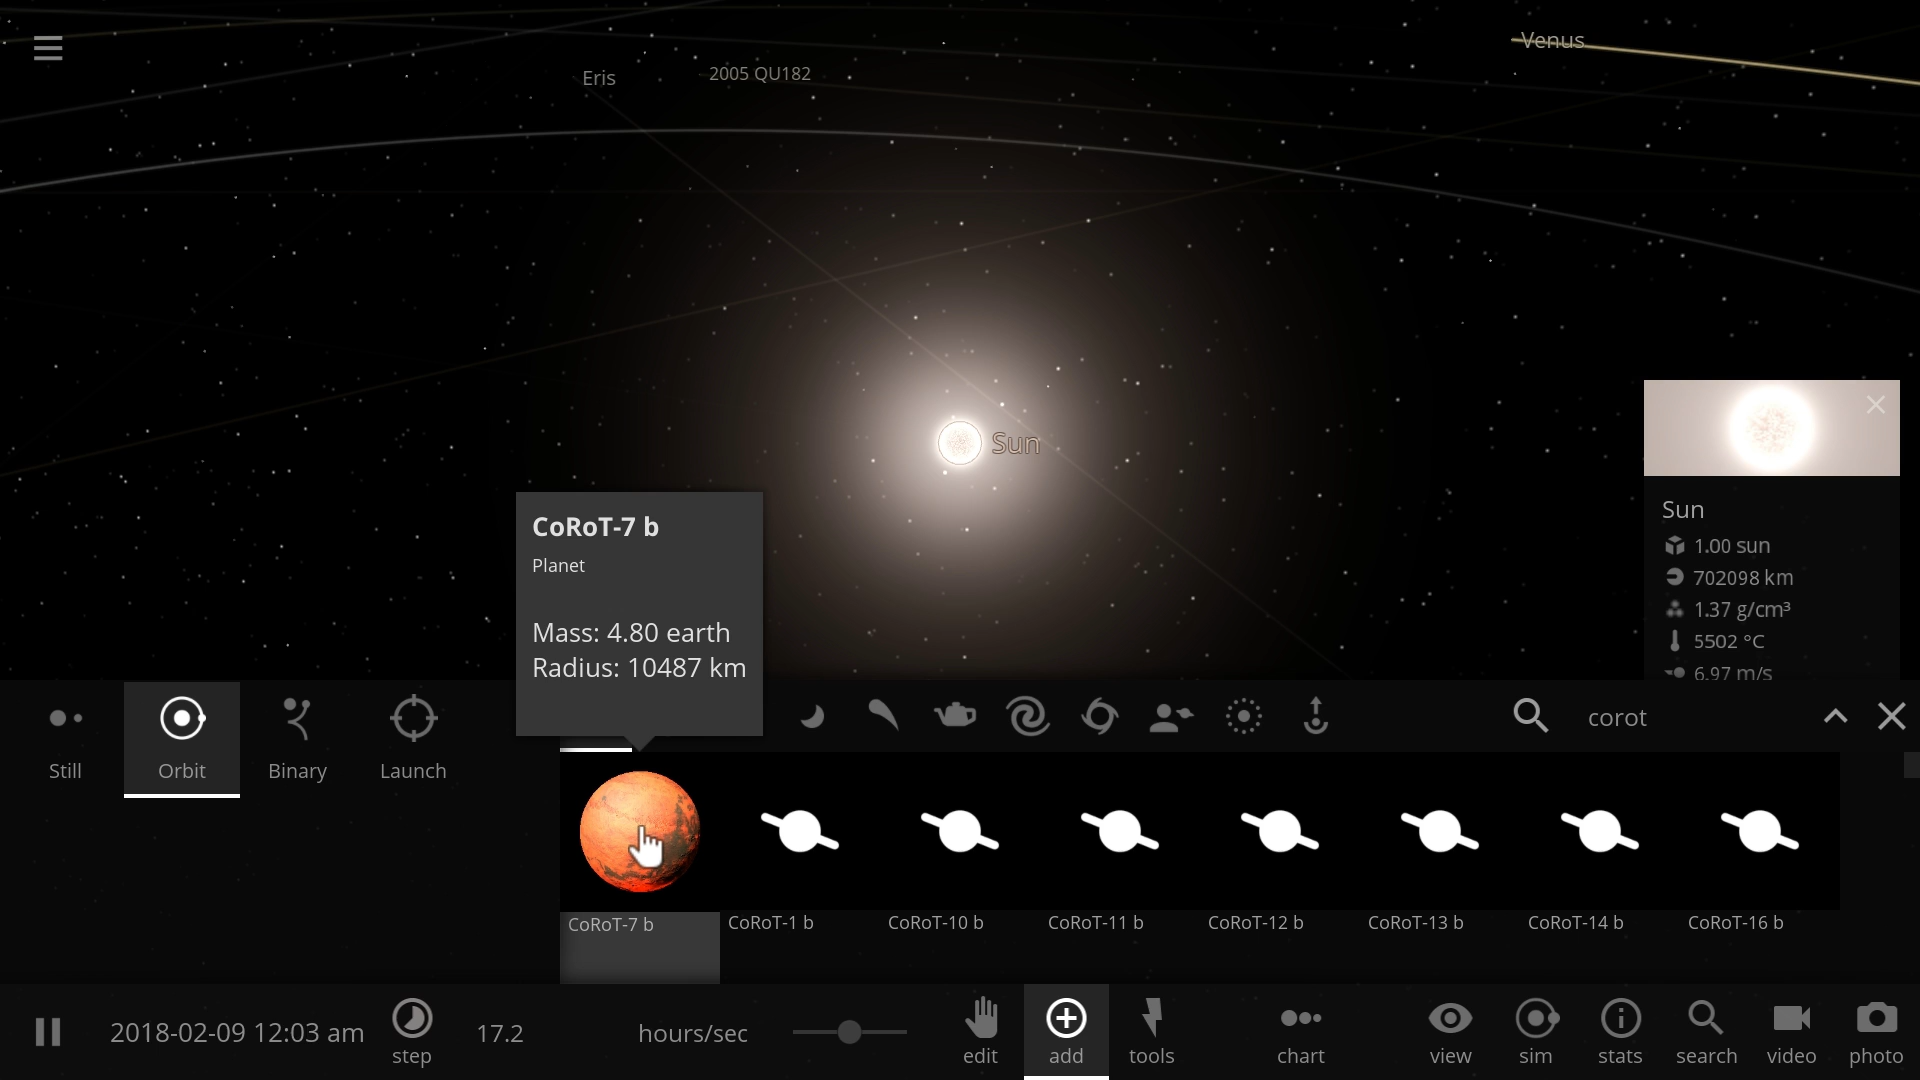 Venus
Eris
2005 QU182
Sun
CoRoT-7 b
Planet
Mass: 4.80 earth
Radius: 10487 km
Sun
1.00 sun
702098 km
1.37 g/cm³
5502 °C
6.97 m/s
Still
Orbit
Binary
Launch
corot
CoRoT-7 b
CoRoT-1 b
CoRoT-10 b
CoRoT-11 b
CoRoT-12 b
CoRoT-13 b
CoRoT-14 b
CoRoT-16 b
2018-02-09 12:03 am
step
17.2
hours/sec
edit
add
tools
chart
view
sim
stats
search
video
photo